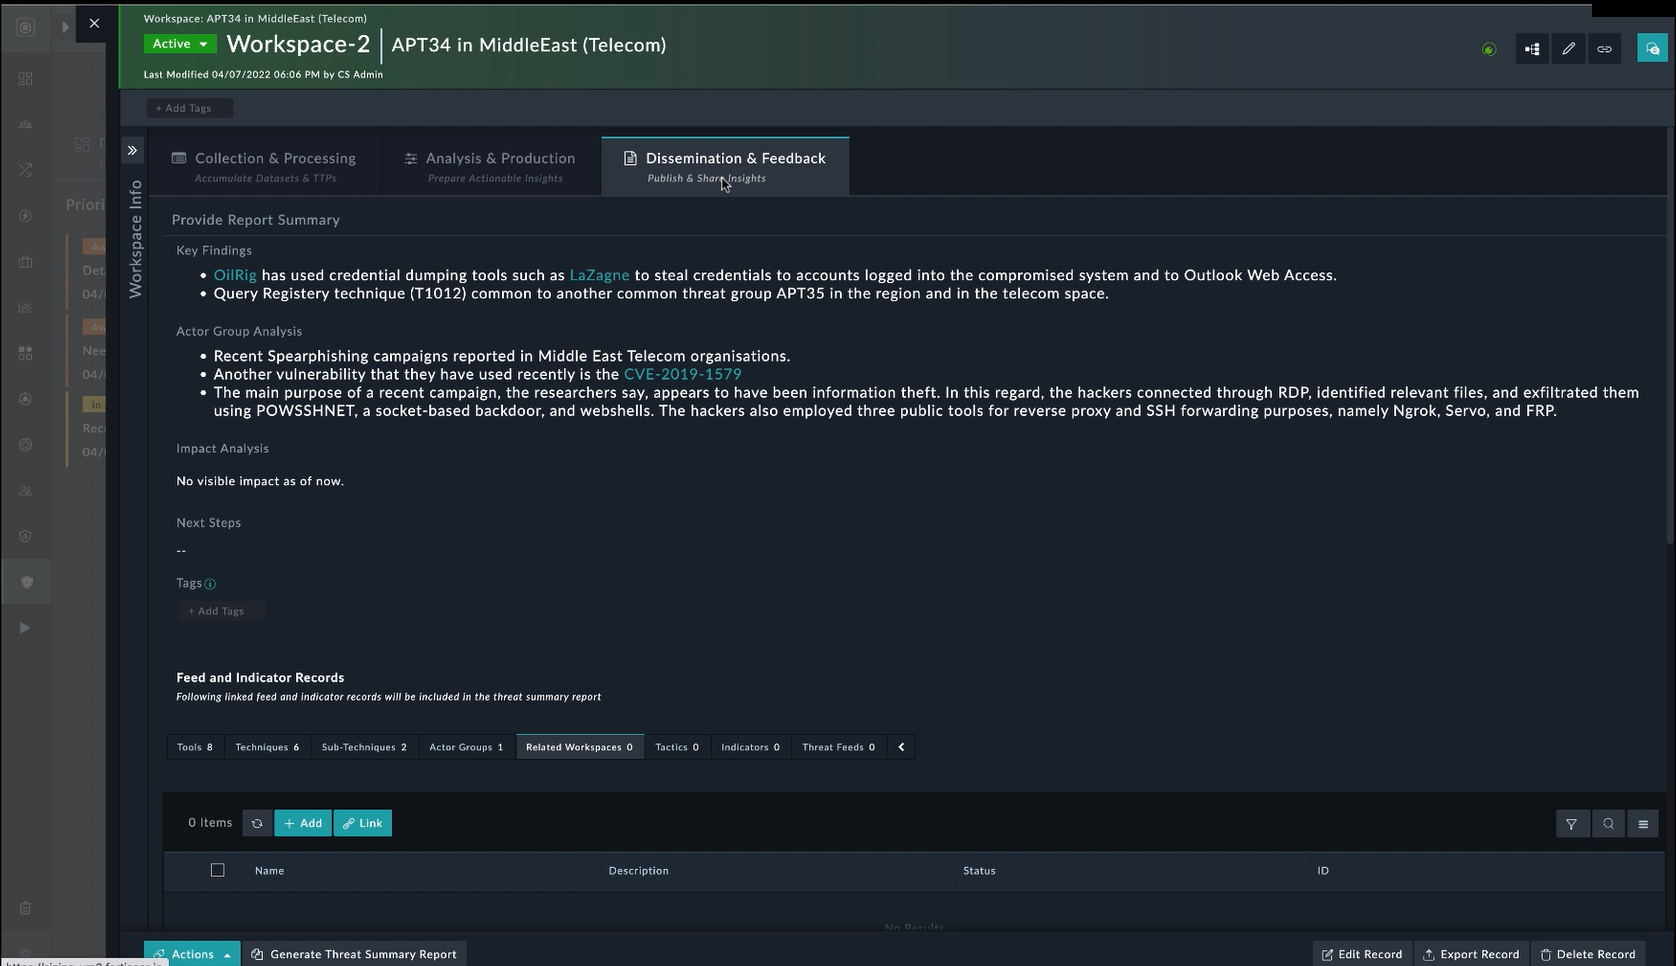 Workspace: APT34 in MiddleEast (Telecom)
Active Workspace-2 APT34 in MiddleEast (Telecom)
Last Modified 04/07/2022 06:06 PM by CS Admin
+ Add Tags
Collection & Processing
Accumulate Datasets & TTPs
Analysis & Production
Prepare Actionable Insights
Dissemination & Feedback
Publish & Share Insights
Workspace Info
Priori
Aw
Det
04/
Aw
Nee
04/
In
Rec
04/
Provide Report Summary
Key Findings
• OilRig has used credential dumping tools such as LaZagne to steal credentials to accounts logged into the compromised system and to Outlook Web Access.
• Query Registery technique (T1012) common to another common threat group APT35 in the region and in the telecom space.
Actor Group Analysis
• Recent Spearphishing campaigns reported in Middle East Telecom organisations.
• Another vulnerability that they have used recently is the CVE-2019-1579
• The main purpose of a recent campaign, the researchers say, appears to have been information theft. In this regard, the hackers connected through RDP, identified relevant files, and exfiltrated them
using POWSSHNET, a socket-based backdoor, and webshells. The hackers also employed three public tools for reverse proxy and SSH forwarding purposes, namely Ngrok, Servo, and FRP.
Impact Analysis
No visible impact as of now.
Next Steps
--
Tags
+ Add Tags
Feed and Indicator Records
Following linked feed and indicator records will be included in the threat summary report
Tools 8 Techniques 6 Sub-Techniques 2 Actor Groups 1 Related Workspaces 0 Tactics 0 Indicators 0 Threat Feeds 0
0 Items + Add Link
Name Description Status ID
No Results
Actions Generate Threat Summary Report Edit Record Export Record Delete Record